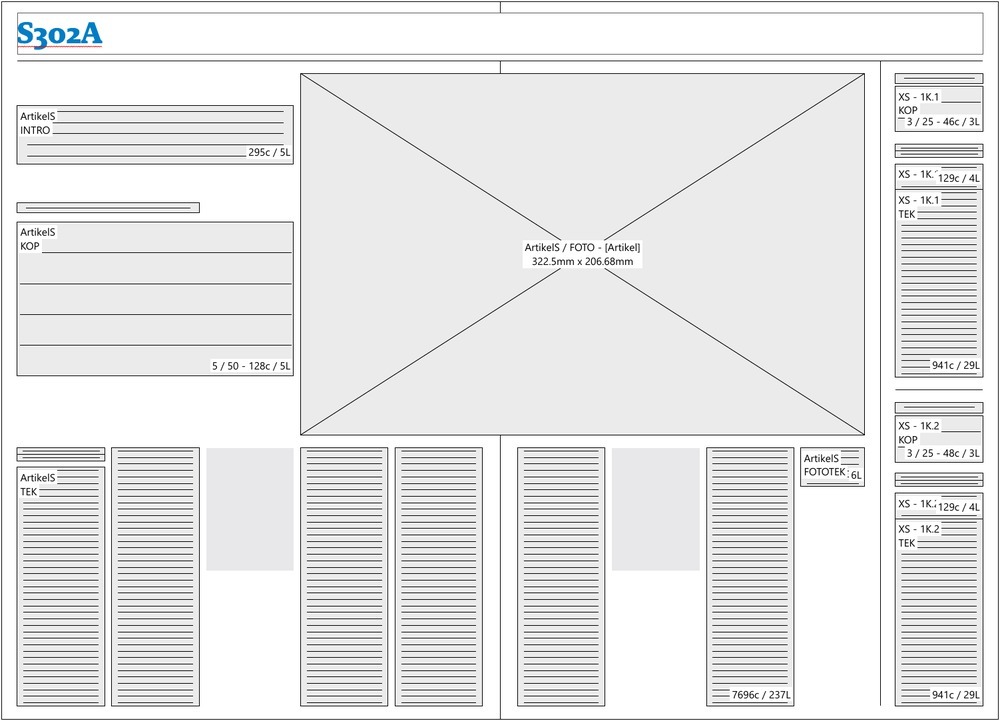 S302A
ArtikelS
INTRO
295c / 5L
ArtikelS
KOP
5 / 50 - 128c / 5L
ArtikelS / FOTO - [Artikel]
322.5mm x 206.68mm
ArtikelS
TEK
7696c / 237L
ArtikelS
FOTOTEK
6L
XS - 1K.1
KOP
3 / 25 - 46c / 3L
XS - 1K.
129c / 4L
XS - 1K.1
TEK
941c / 29L
XS - 1K.2
KOP
3 / 25 - 48c / 3L
XS - 1K.
129c / 4L
XS - 1K.2
TEK
941c / 29L